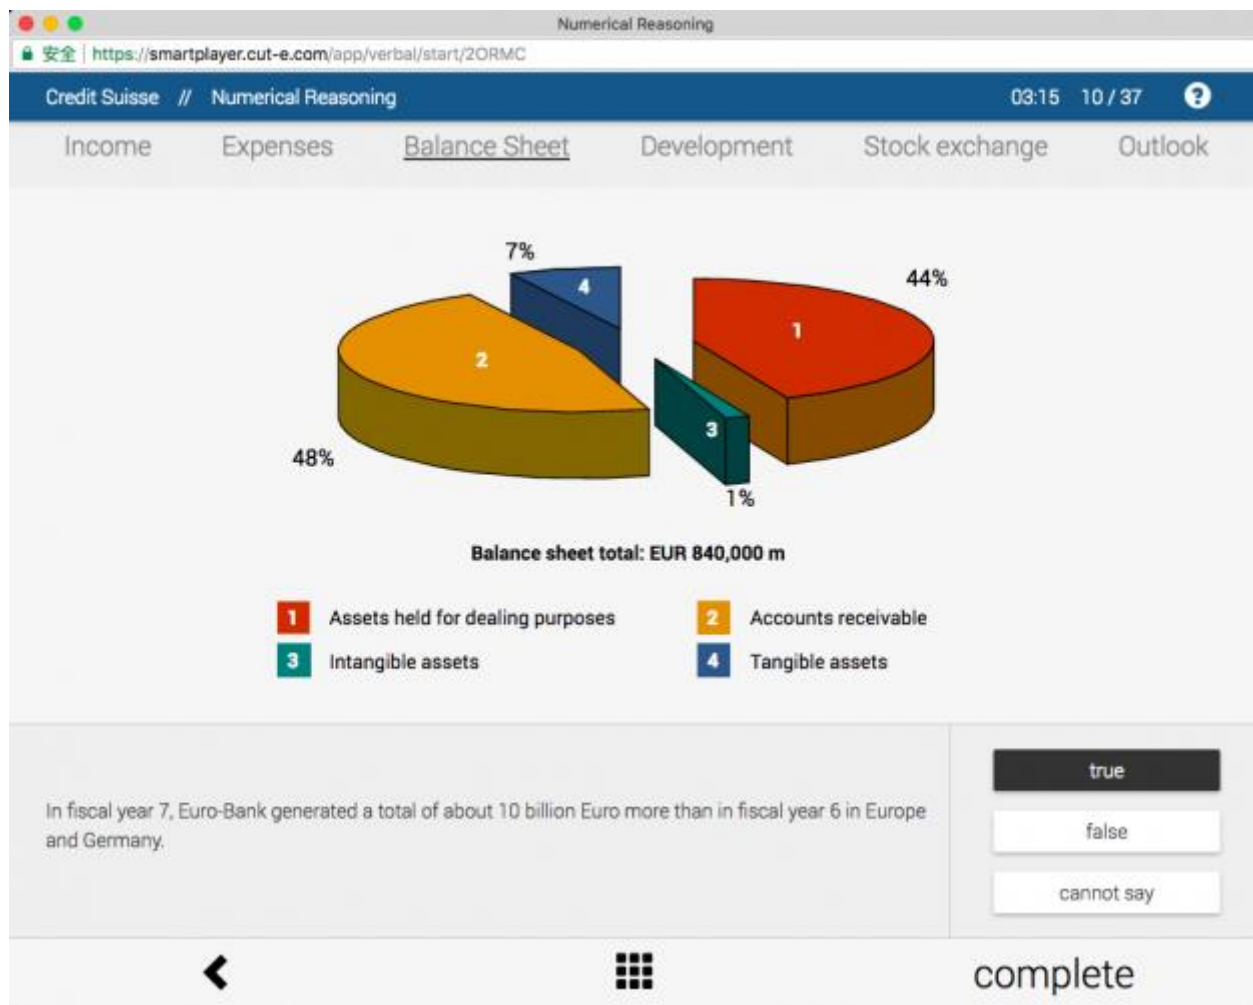 Numerical Reasoning
安全 | https://smartplayer.cut-e.com/app/verbal/start/2ORMC
Credit Suisse // Numerical Reasoning 03:15 10 / 37 ?
Income Expenses Balance Sheet Development Stock exchange Outlook
7%
44%
4
1
2
3
48%
1%
Balance sheet total: EUR 840,000 m
1 Assets held for dealing purposes 2 Accounts receivable
3 Intangible assets 4 Tangible assets
true
In fiscal year 7, Euro-Bank generated a total of about 10 billion Euro more than in fiscal year 6 in Europe
and Germany.
false
cannot say
complete